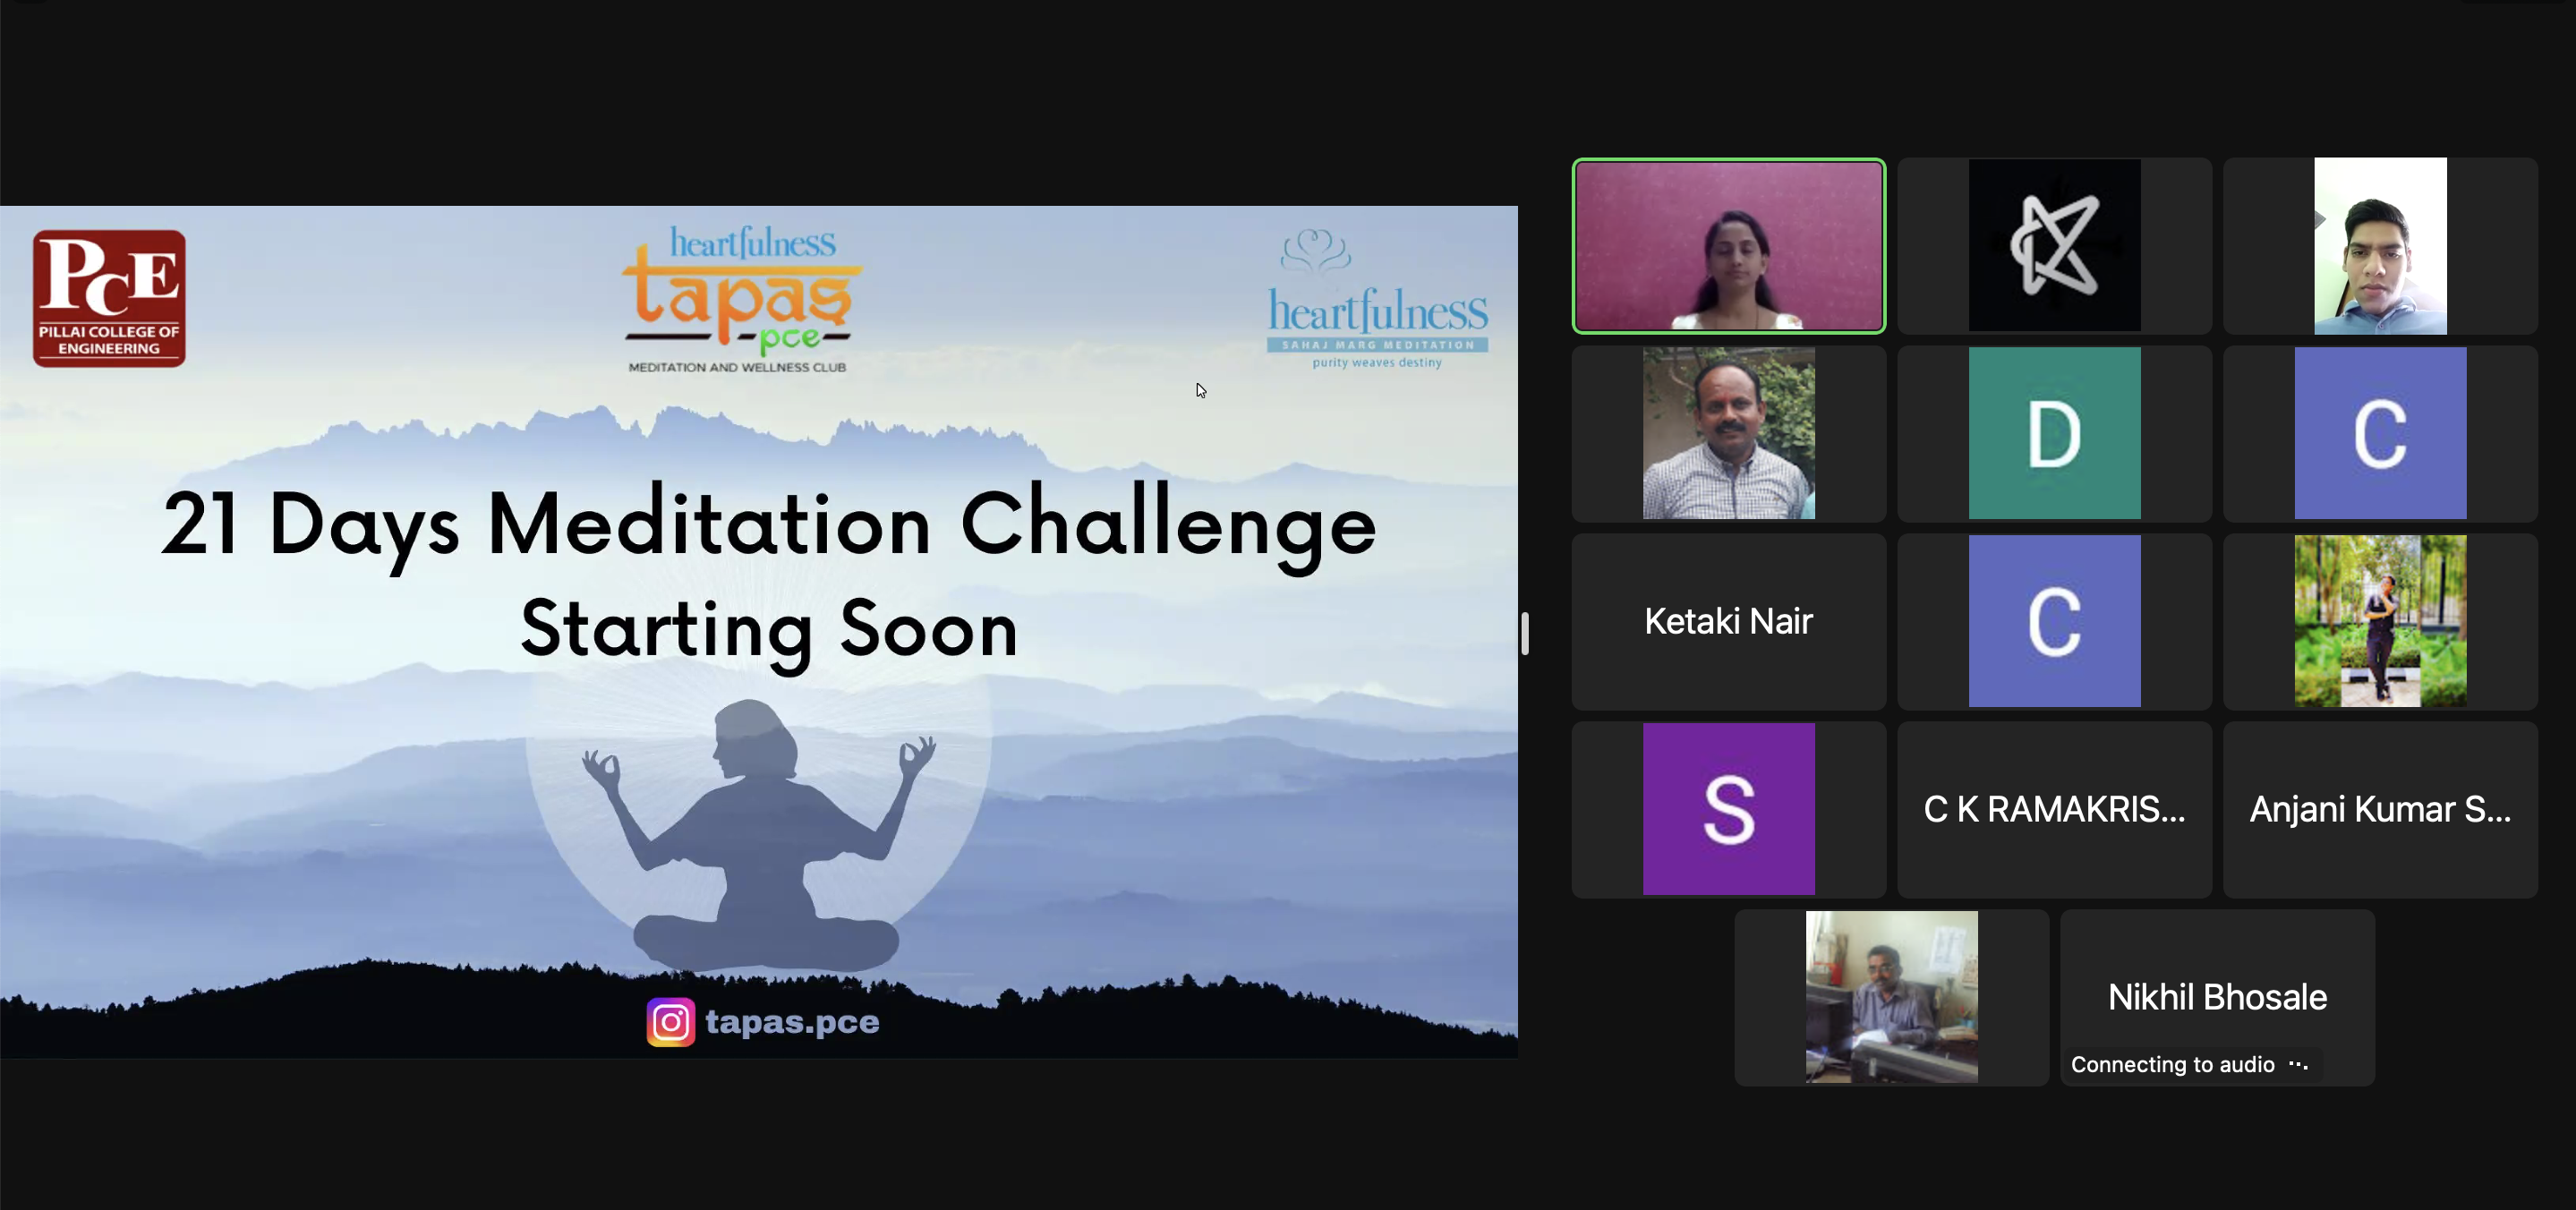 PCE
PILLAI COLLEGE OF
ENGINEERING
heartfulness
tapas
pce
MEDITATION AND WELLNESS CLUB
heartfulness
SAHAJ MARG MEDITATION
purity weaves destiny
21 Days Meditation Challenge
Starting Soon
tapas.pce
D
C
Ketaki Nair
C
S
C K RAMAKRIS...
Anjani Kumar S...
Nikhil Bhosale
Connecting to audio